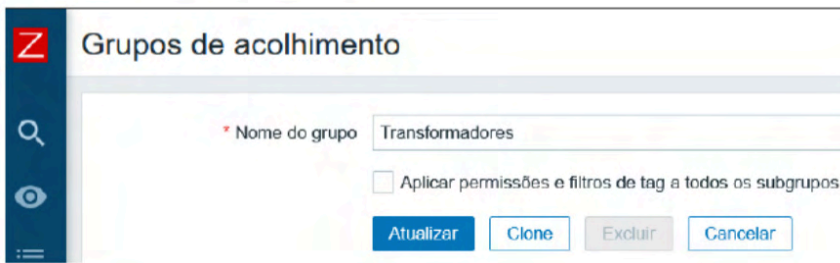 Z
Grupos de acolhimento
* Nome do grupo Transformadores
Aplicar permissões e filtros de tag a todos os subgrupos
Atualizar Clone Excluir Cancelar